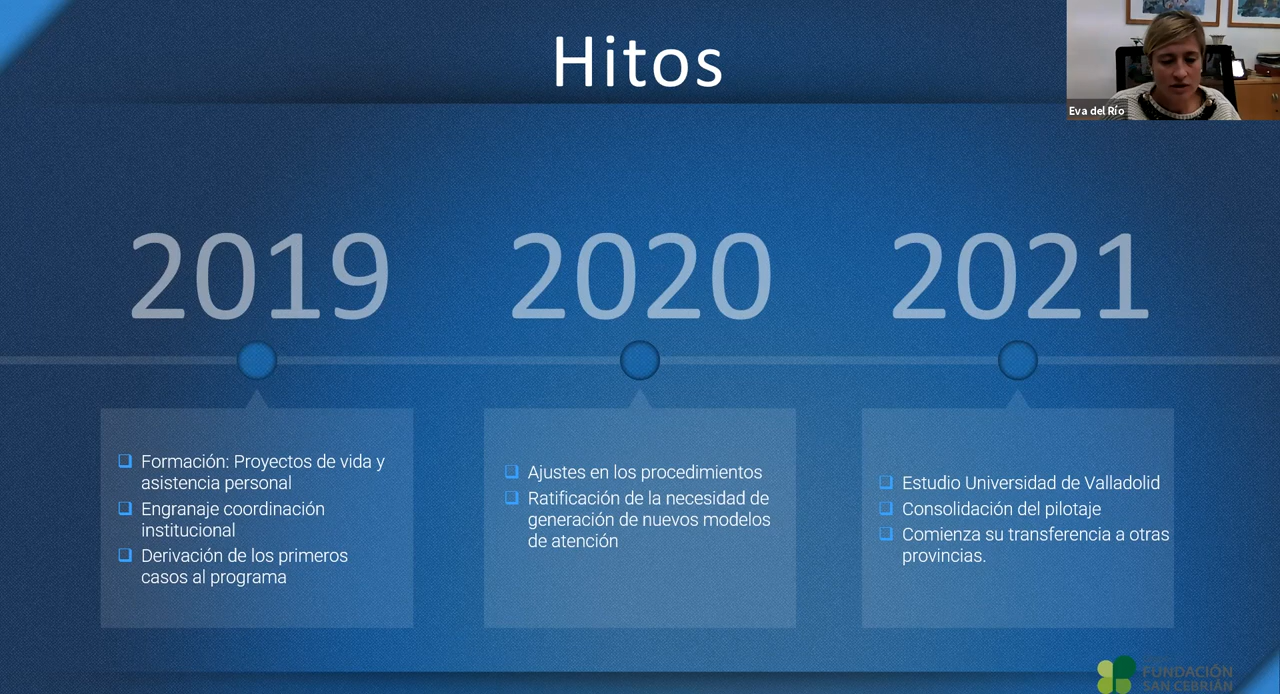 Hitos
Eva del Río
2019
2020
2021
Formación: Proyectos de vida y
asistencia personal
Engranaje coordinación
institucional
Derivación de los primeros
casos al programa
Ajustes en los procedimientos
Ratificación de la necesidad de
generación de nuevos modelos
de atención
Estudio Universidad de Valladolid
Consolidación del pilotaje
Comienza su transferencia a otras
provincias.
FUNDACIÓN
SAN CEBRIÁN